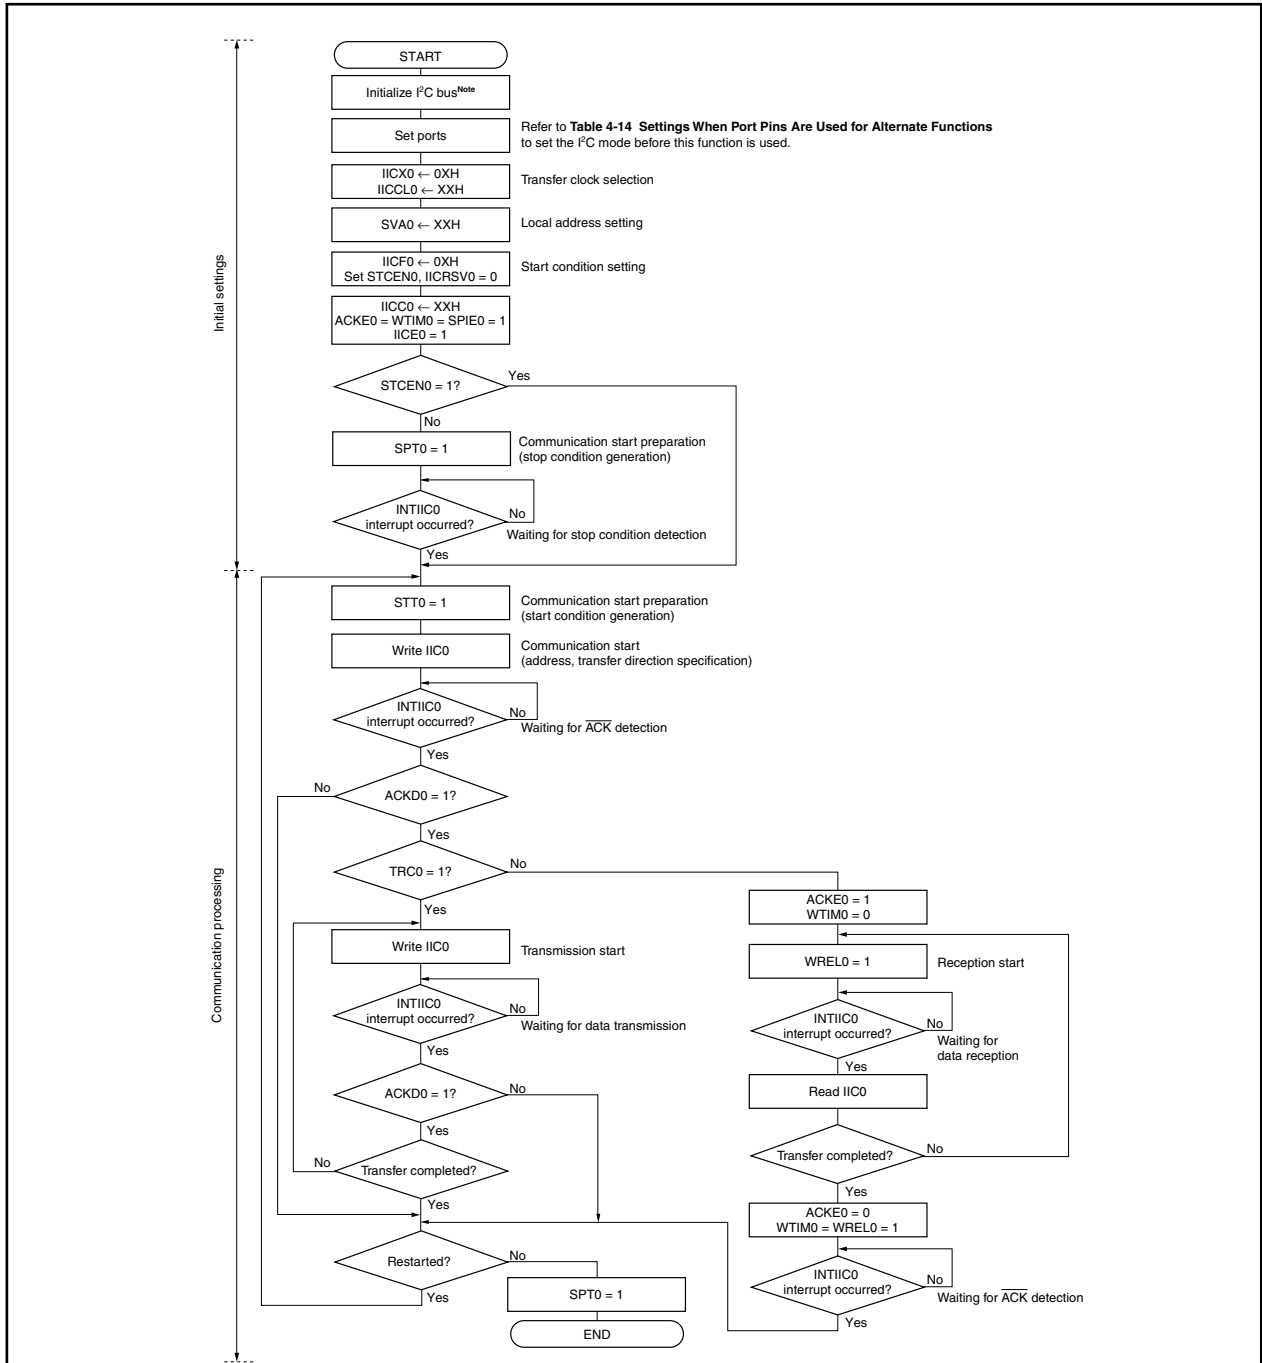 START
Initialize I²C bus^Note
Set ports
Refer to Table 4-14 Settings When Port Pins Are Used for Alternate Functions
to set the I²C mode before this function is used.
IICX0 ← 0XH
IICCL0 ← XXH
Transfer clock selection
SVA0 ← XXH
Local address setting
IICF0 ← 0XH
Set STCEN0, IICRSV0 = 0
Start condition setting
IICC0 ← XXH
ACKE0 = WTIM0 = SPIE0 = 1
IICE0 = 1
Initial settings
STCEN0 = 1?
Yes
No
SPT0 = 1
Communication start preparation
(stop condition generation)
INTIIC0
interrupt occurred?
No
Waiting for stop condition detection
Yes
STT0 = 1
Communication start preparation
(start condition generation)
Write IIC0
Communication start
(address, transfer direction specification)
INTIIC0
interrupt occurred?
No
Waiting for A̅C̅K̅ detection
Yes
No
ACKD0 = 1?
Yes
TRC0 = 1?
No
Yes
Communication processing
Write IIC0
Transmission start
INTIIC0
interrupt occurred?
No
Waiting for data transmission
Yes
ACKD0 = 1?
No
Yes
No
Transfer completed?
Yes
Restarted?
No
Yes
SPT0 = 1
END
ACKE0 = 1
WTIM0 = 0
WREL0 = 1
Reception start
INTIIC0
interrupt occurred?
No
Waiting for
data reception
Yes
Read IIC0
Transfer completed?
No
Yes
ACKE0 = 0
WTIM0 = WREL0 = 1
INTIIC0
interrupt occurred?
No
Waiting for A̅C̅K̅ detection
Yes